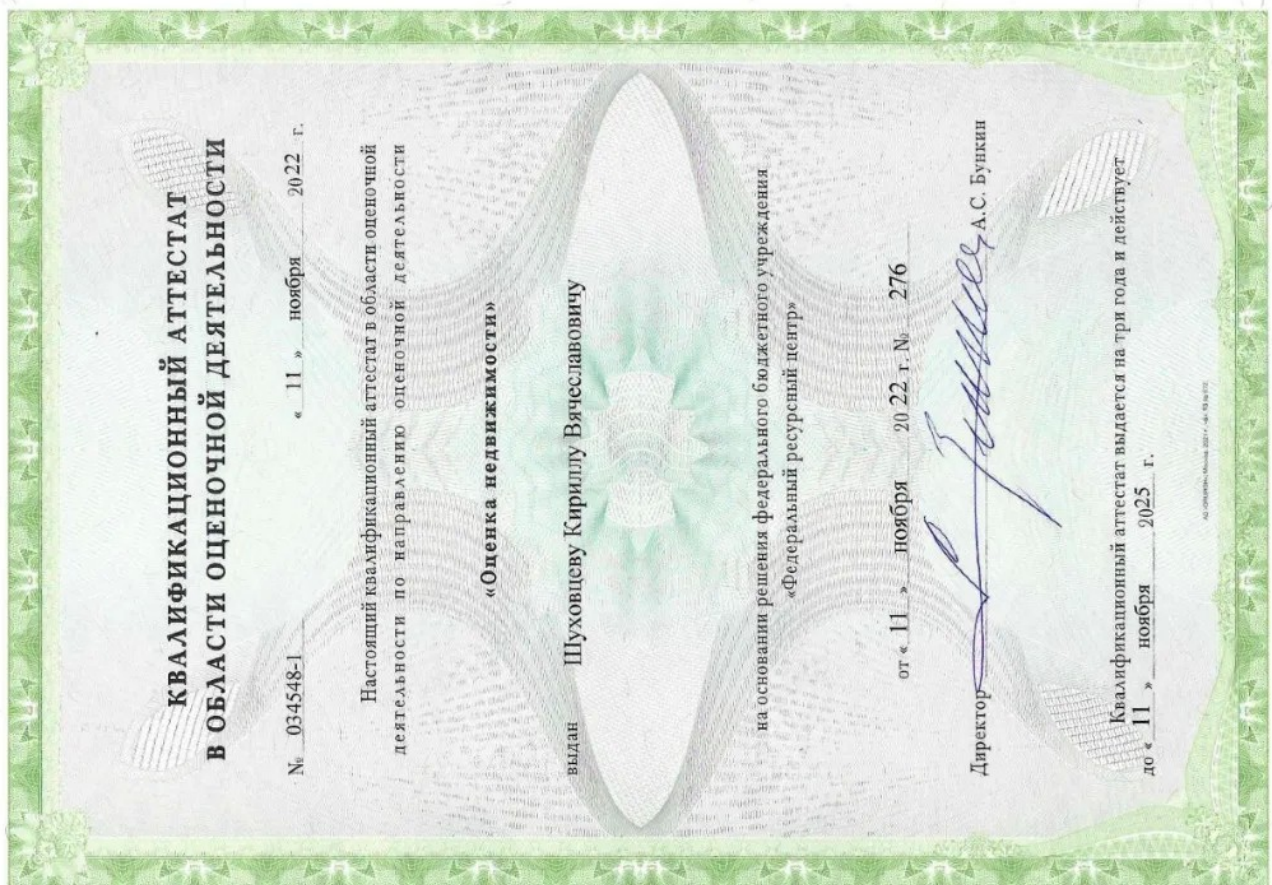 КВАЛИФИКАЦИОННЫЙ АТТЕСТАТ
В ОБЛАСТИ ОЦЕНОЧНОЙ ДЕЯТЕЛЬНОСТИ
№ 034548-1 « 11 » ноября 2022 г.
Настоящий квалификационный аттестат в области оценочной
деятельности по направлению оценочной деятельности
«Оценка недвижимости»
выдан Шуховцеву Кириллу Вячеславовичу
на основании решения федерального бюджетного учреждения
«Федеральный ресурсный центр»
от « 11 » ноября 20 22 г. № 276
Директор А.С. Бункин
Квалификационный аттестат выдается на три года и действует
до « 11 » ноября 2025 г.